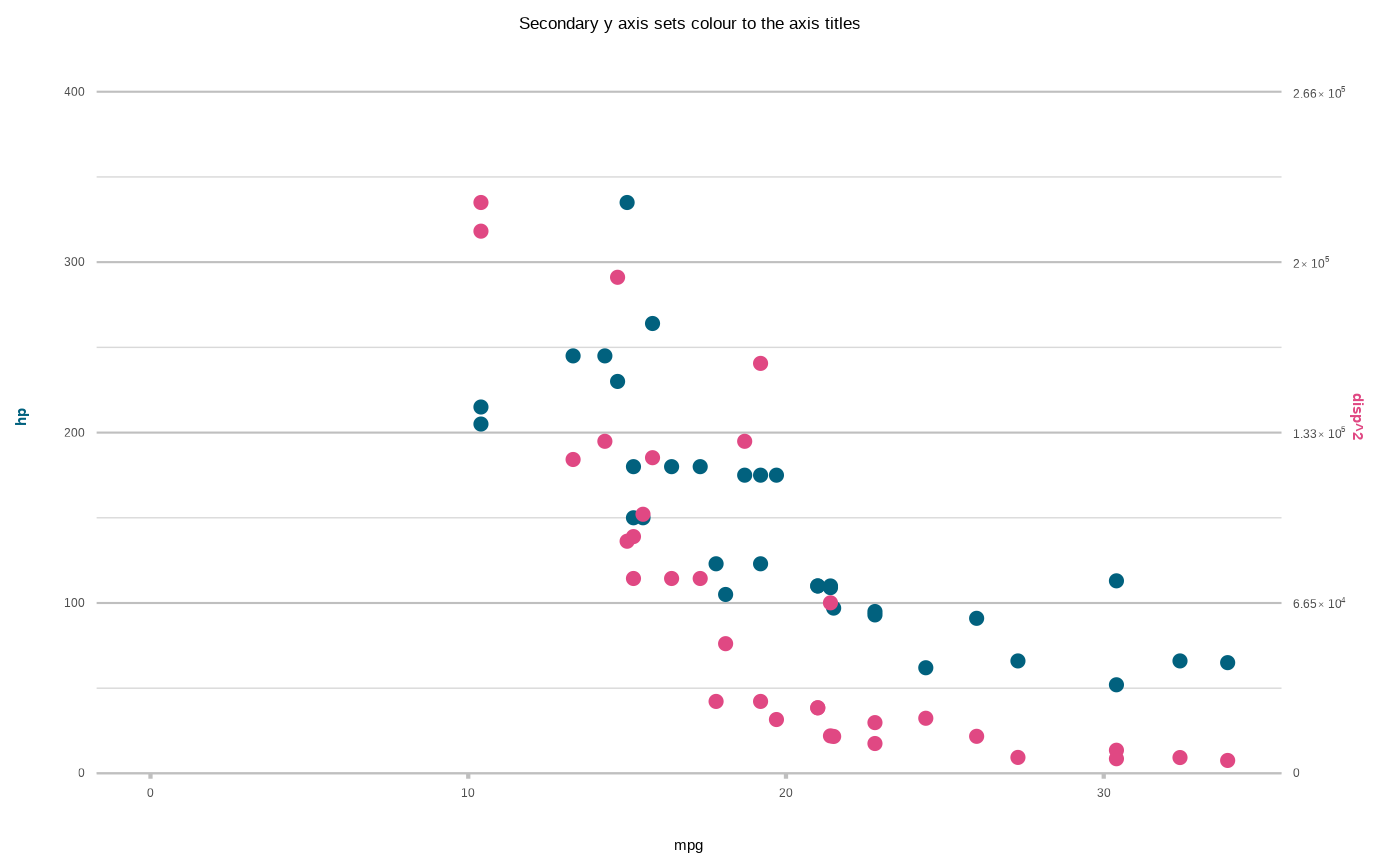 Secondary y axis sets colour to the axis titles
400
300
200
100
0
hp
2.66× 10⁵
2× 10⁵
1.33× 10⁵
6.65× 10⁴
0
disp^2
0 10 20 30
mpg